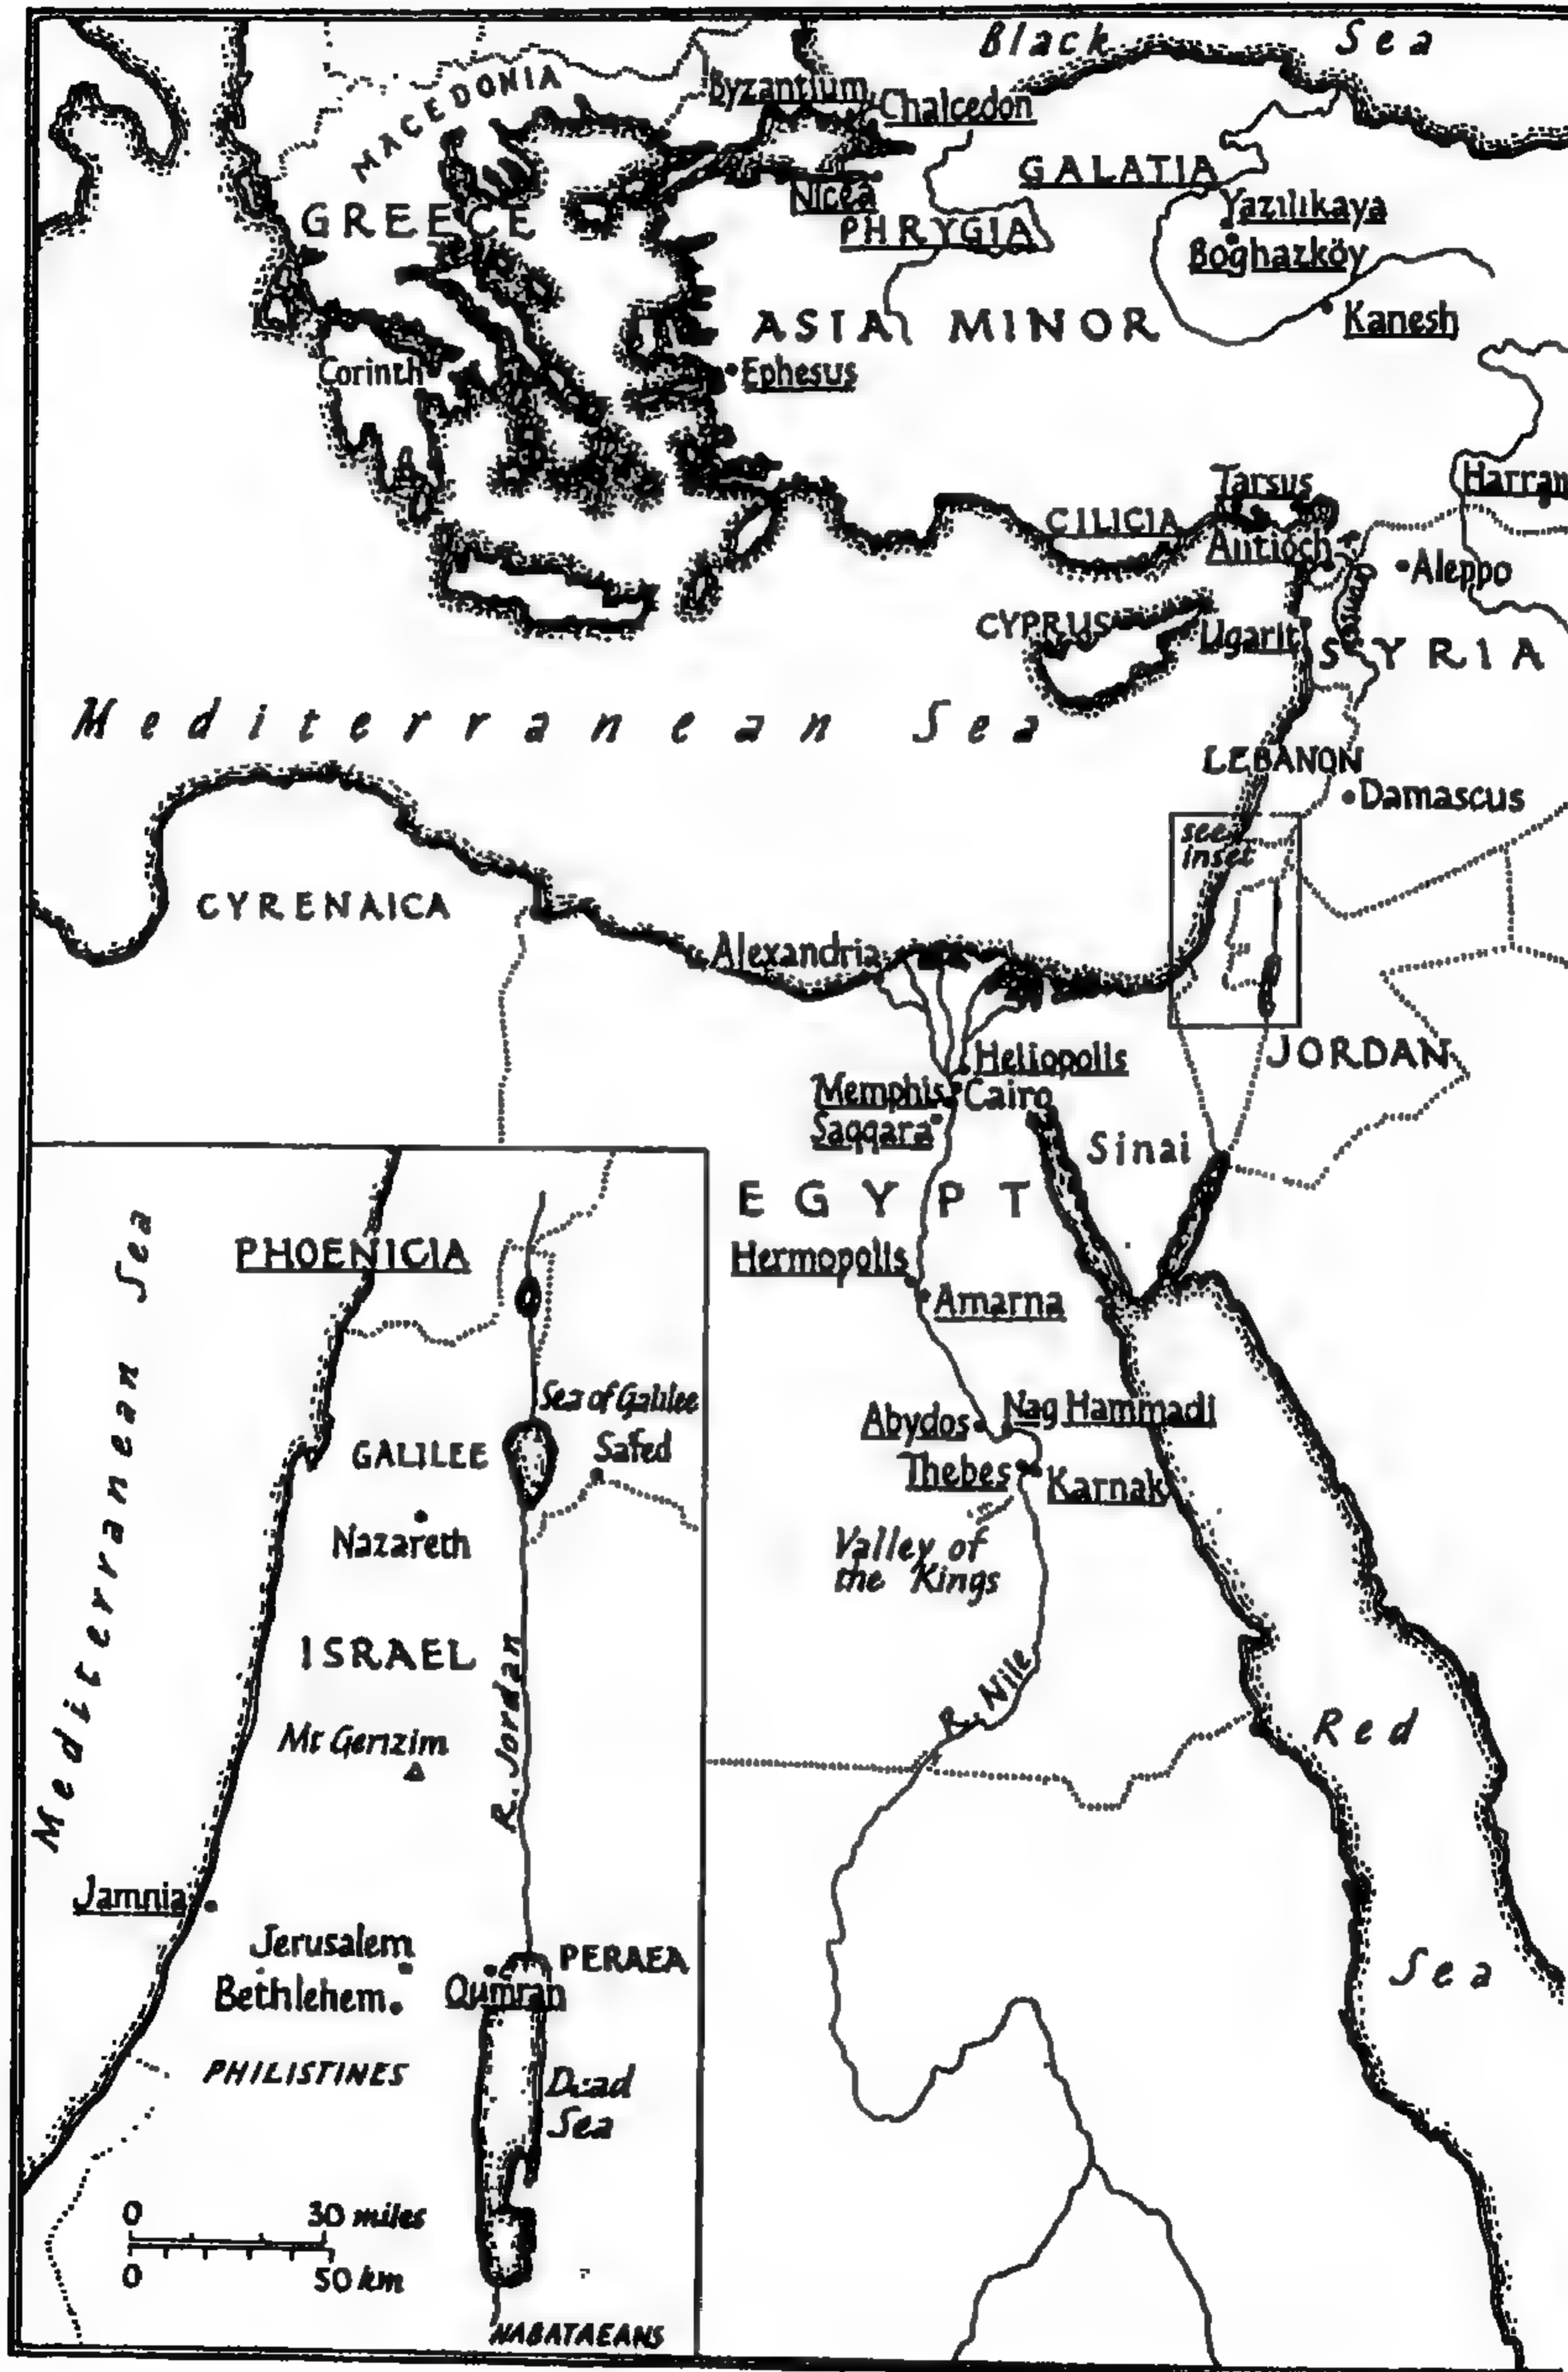 Black Sea
MACEDONIA
Byzantium
Chalcedon
GALATIA
Nicea
GREECE
PHRYGIA
Yazılıkaya
Boghazköy
ASIA MINOR
Kanesh
Corinth
Ephesus
Tarsus
Harran
CILICIA
Antioch
Aleppo
CYPRUS
Ugarit
SYRIA
Mediterranean Sea
LEBANON
Damascus
see
inset
CYRENAICA
Alexandria
JORDAN
Heliopolis
Memphis
Cairo
Saqqara
Sinai
EGYPT
Hermopolis
Amarna
Abydos
Nag Hammadi
Thebes
Karnak
Valley of
the Kings
R. Nile
Red
Sea
Mediterranean Sea
PHOENICIA
Sea of Galilee
GALILEE
Safed
Nazareth
ISRAEL
R. Jordan
Mt Gerizim
Jamnia
Jerusalem
PERAEA
Bethlehem
Qumran
PHILISTINES
Dead
Sea
0 30 miles
0 50 km
NABATAEANS